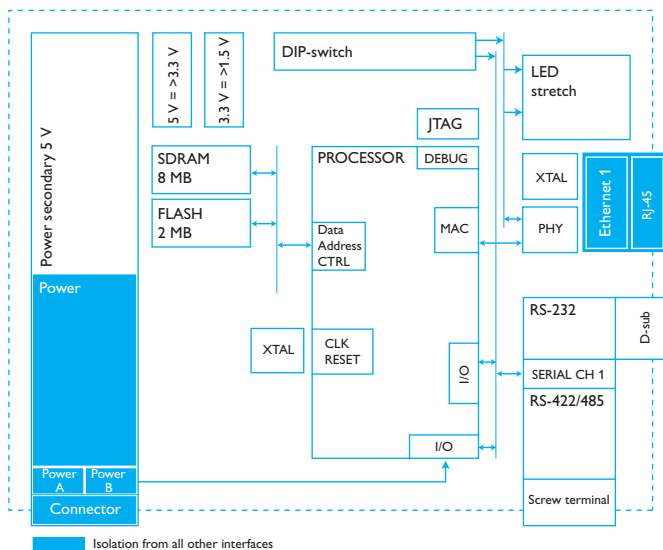 Power secondary 5 V
5 V = >3.3 V
3.3 V = >1.5 V
DIP-switch
LED
stretch
JTAG
SDRAM
8 MB
PROCESSOR
DEBUG
XTAL
Ethernet 1
RJ-45
FLASH
2 MB
MAC
PHY
Data
Address
CTRL
Power
RS-232
D-sub
XTAL
CLK
RESET
I/O
SERIAL CH 1
RS-422/485
I/O
Power
A
Power
B
Connector
Screw terminal
Isolation from all other interfaces